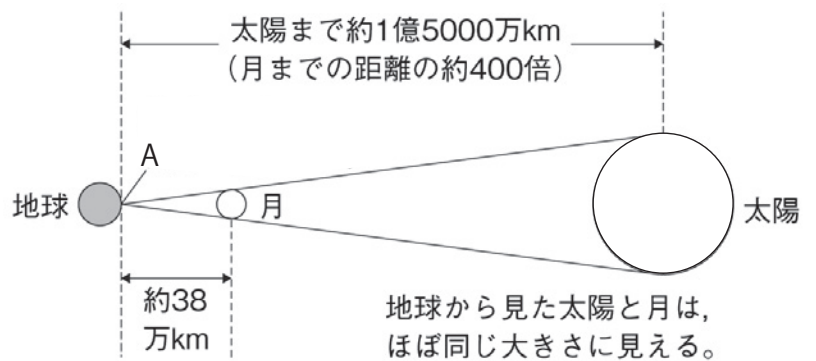 太陽まで約1億5000万km
（月までの距離の約400倍）
A
地球
月
太陽
約38
万km
地球から見た太陽と月は,
ほぼ同じ大きさに見える。